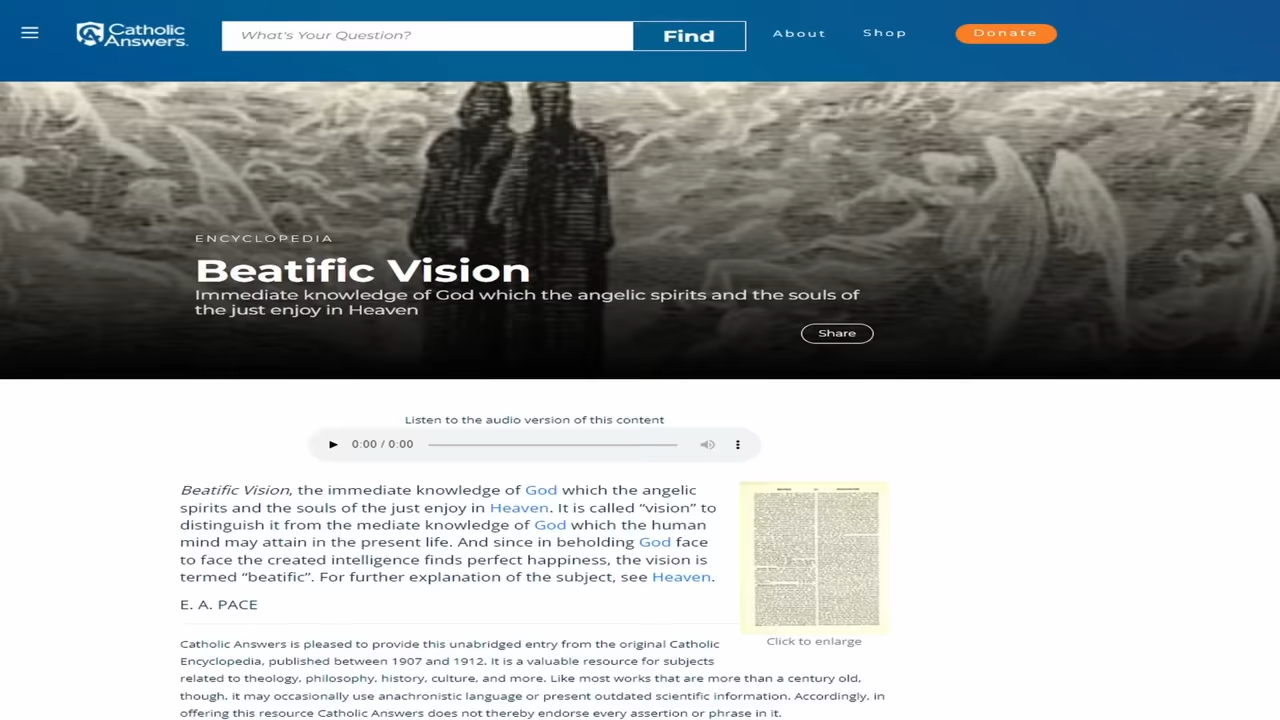 Catholic
Answers.
What's Your Question?
Find
About
Shop
Donate
ENCYCLOPEDIA
Beatific Vision
Immediate knowledge of God which the angelic spirits and the souls of
the just enjoy in Heaven
Share
Listen to the audio version of this content
0:00 / 0:00
Beatific Vision, the immediate knowledge of God which the angelic
spirits and the souls of the just enjoy in Heaven. It is called “vision” to
distinguish it from the mediate knowledge of God which the human
mind may attain in the present life. And since in beholding God face
to face the created intelligence finds perfect happiness, the vision is
termed “beatific”. For further explanation of the subject, see Heaven.
E. A. PACE
Click to enlarge
Catholic Answers is pleased to provide this unabridged entry from the original Catholic
Encyclopedia, published between 1907 and 1912. It is a valuable resource for subjects
related to theology, philosophy, history, culture, and more. Like most works that are more than a century old,
though, it may occasionally use anachronistic language or present outdated scientific information. Accordingly, in
offering this resource Catholic Answers does not thereby endorse every assertion or phrase in it.